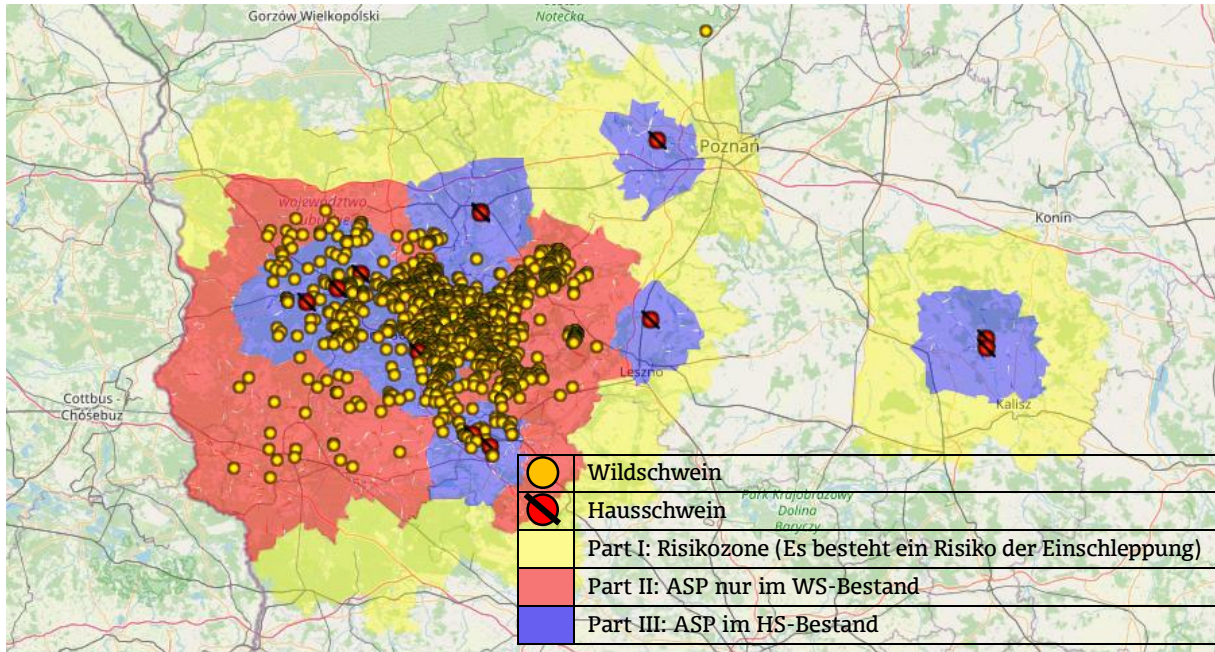 Gorzów Wielkopolski
Notecka
Poznań
województwo
Konin
Leszno
Kalisz
Cottbus -
Chóśebuz
Wildschwein
Hausschwein
Park Krajobrazowy
Dolina
Baryczy
Part I: Risikozone (Es besteht ein Risiko der Einschleppung)
Part II: ASP nur im WS-Bestand
Part III: ASP im HS-Bestand